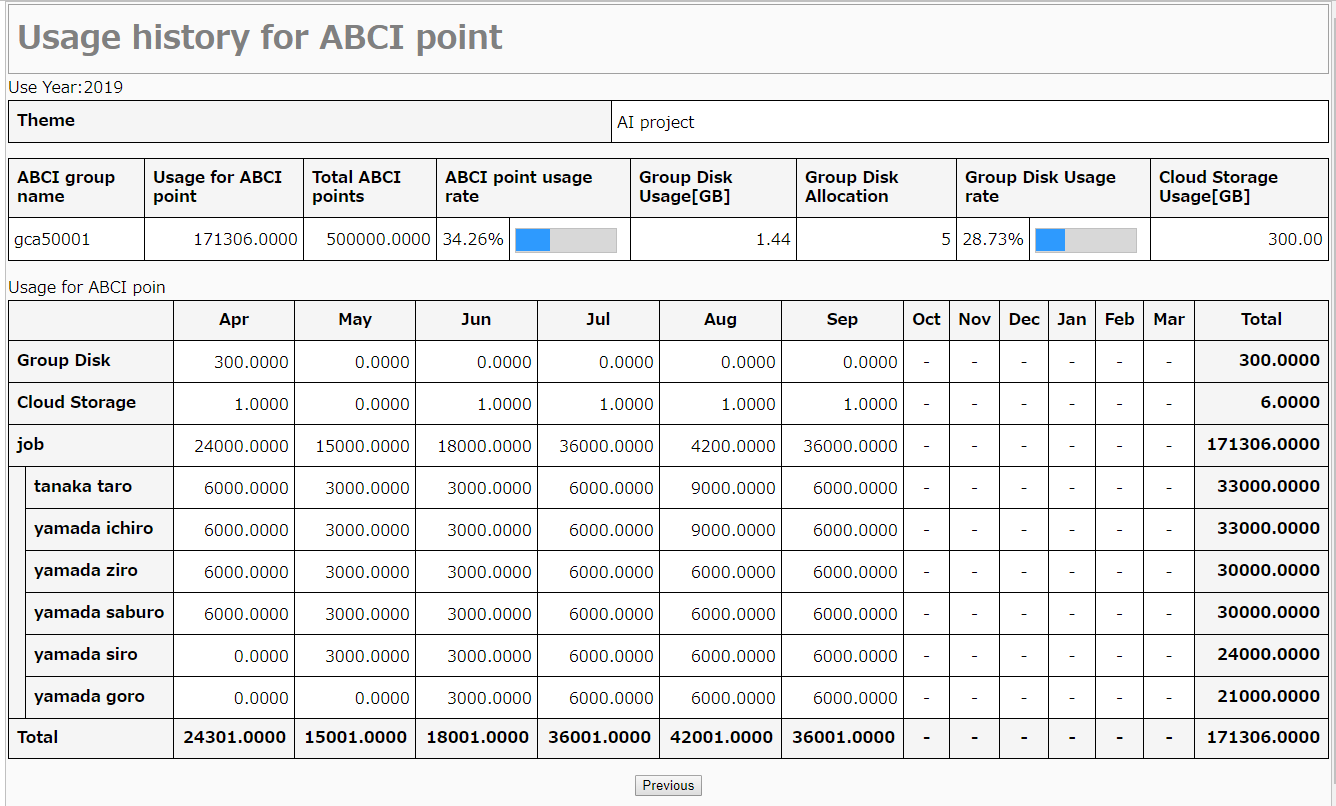 Usage history for ABCI point
Use Year:2019
Theme AI project
ABCI group name Usage for ABCI point Total ABCI points ABCI point usage rate Group Disk Usage[GB] Group Disk Allocation Group Disk Usage rate Cloud Storage Usage[GB]
gca50001 171306.0000 500000.0000 34.26% 1.44 5 28.73% 300.00
Usage for ABCI poin
Apr May Jun Jul Aug Sep Oct Nov Dec Jan Feb Mar Total
Group Disk 300.0000 0.0000 0.0000 0.0000 0.0000 0.0000 - - - - - - 300.0000
Cloud Storage 1.0000 0.0000 1.0000 1.0000 1.0000 1.0000 - - - - - - 6.0000
job 24000.0000 15000.0000 18000.0000 36000.0000 4200.0000 36000.0000 - - - - - - 171306.0000
tanaka taro 6000.0000 3000.0000 3000.0000 6000.0000 9000.0000 6000.0000 - - - - - - 33000.0000
yamada ichiro 6000.0000 3000.0000 3000.0000 6000.0000 9000.0000 6000.0000 - - - - - - 33000.0000
yamada ziro 6000.0000 3000.0000 3000.0000 6000.0000 6000.0000 6000.0000 - - - - - - 30000.0000
yamada saburo 6000.0000 3000.0000 3000.0000 6000.0000 6000.0000 6000.0000 - - - - - - 30000.0000
yamada siro 0.0000 3000.0000 3000.0000 6000.0000 6000.0000 6000.0000 - - - - - - 24000.0000
yamada goro 0.0000 0.0000 3000.0000 6000.0000 6000.0000 6000.0000 - - - - - - 21000.0000
Total 24301.0000 15001.0000 18001.0000 36001.0000 42001.0000 36001.0000 - - - - - - 171306.0000
Previous